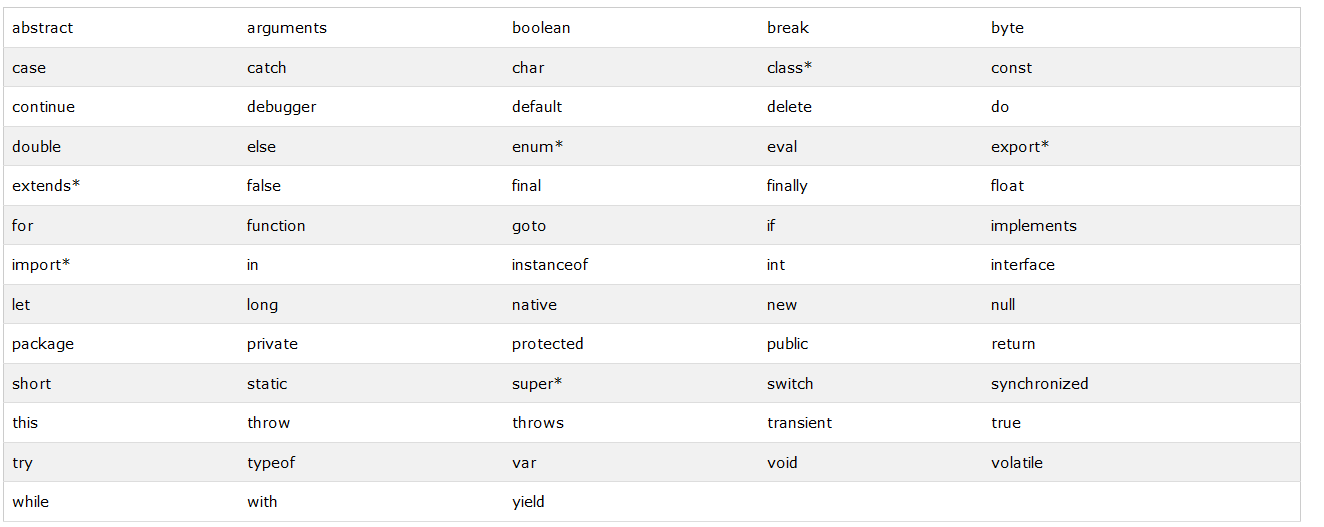 abstract arguments boolean break byte
case catch char class* const
continue debugger default delete do
double else enum* eval export*
extends* false final finally float
for function goto if implements
import* in instanceof int interface
let long native new null
package private protected public return
short static super* switch synchronized
this throw throws transient true
try typeof var void volatile
while with yield